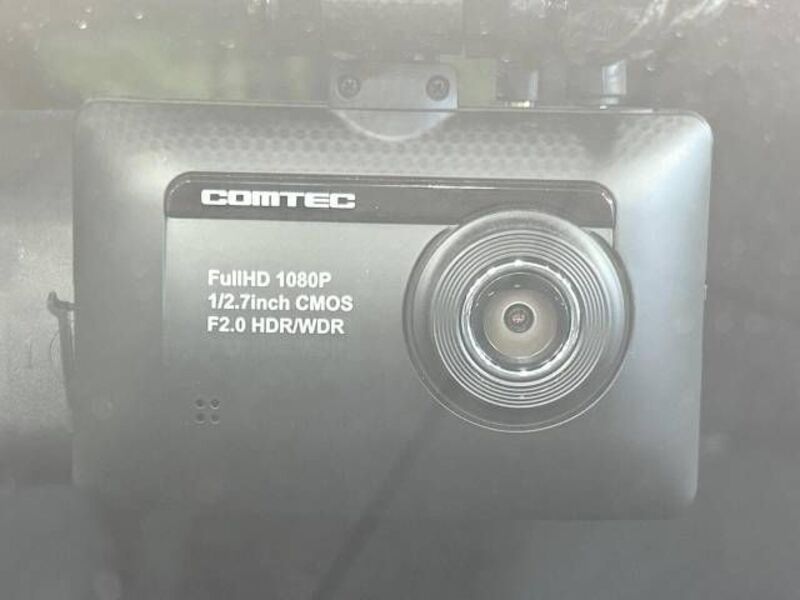 COMTEC
FullHD 1080P
1/2.7inch CMOS
F2.0 HDR/WDR